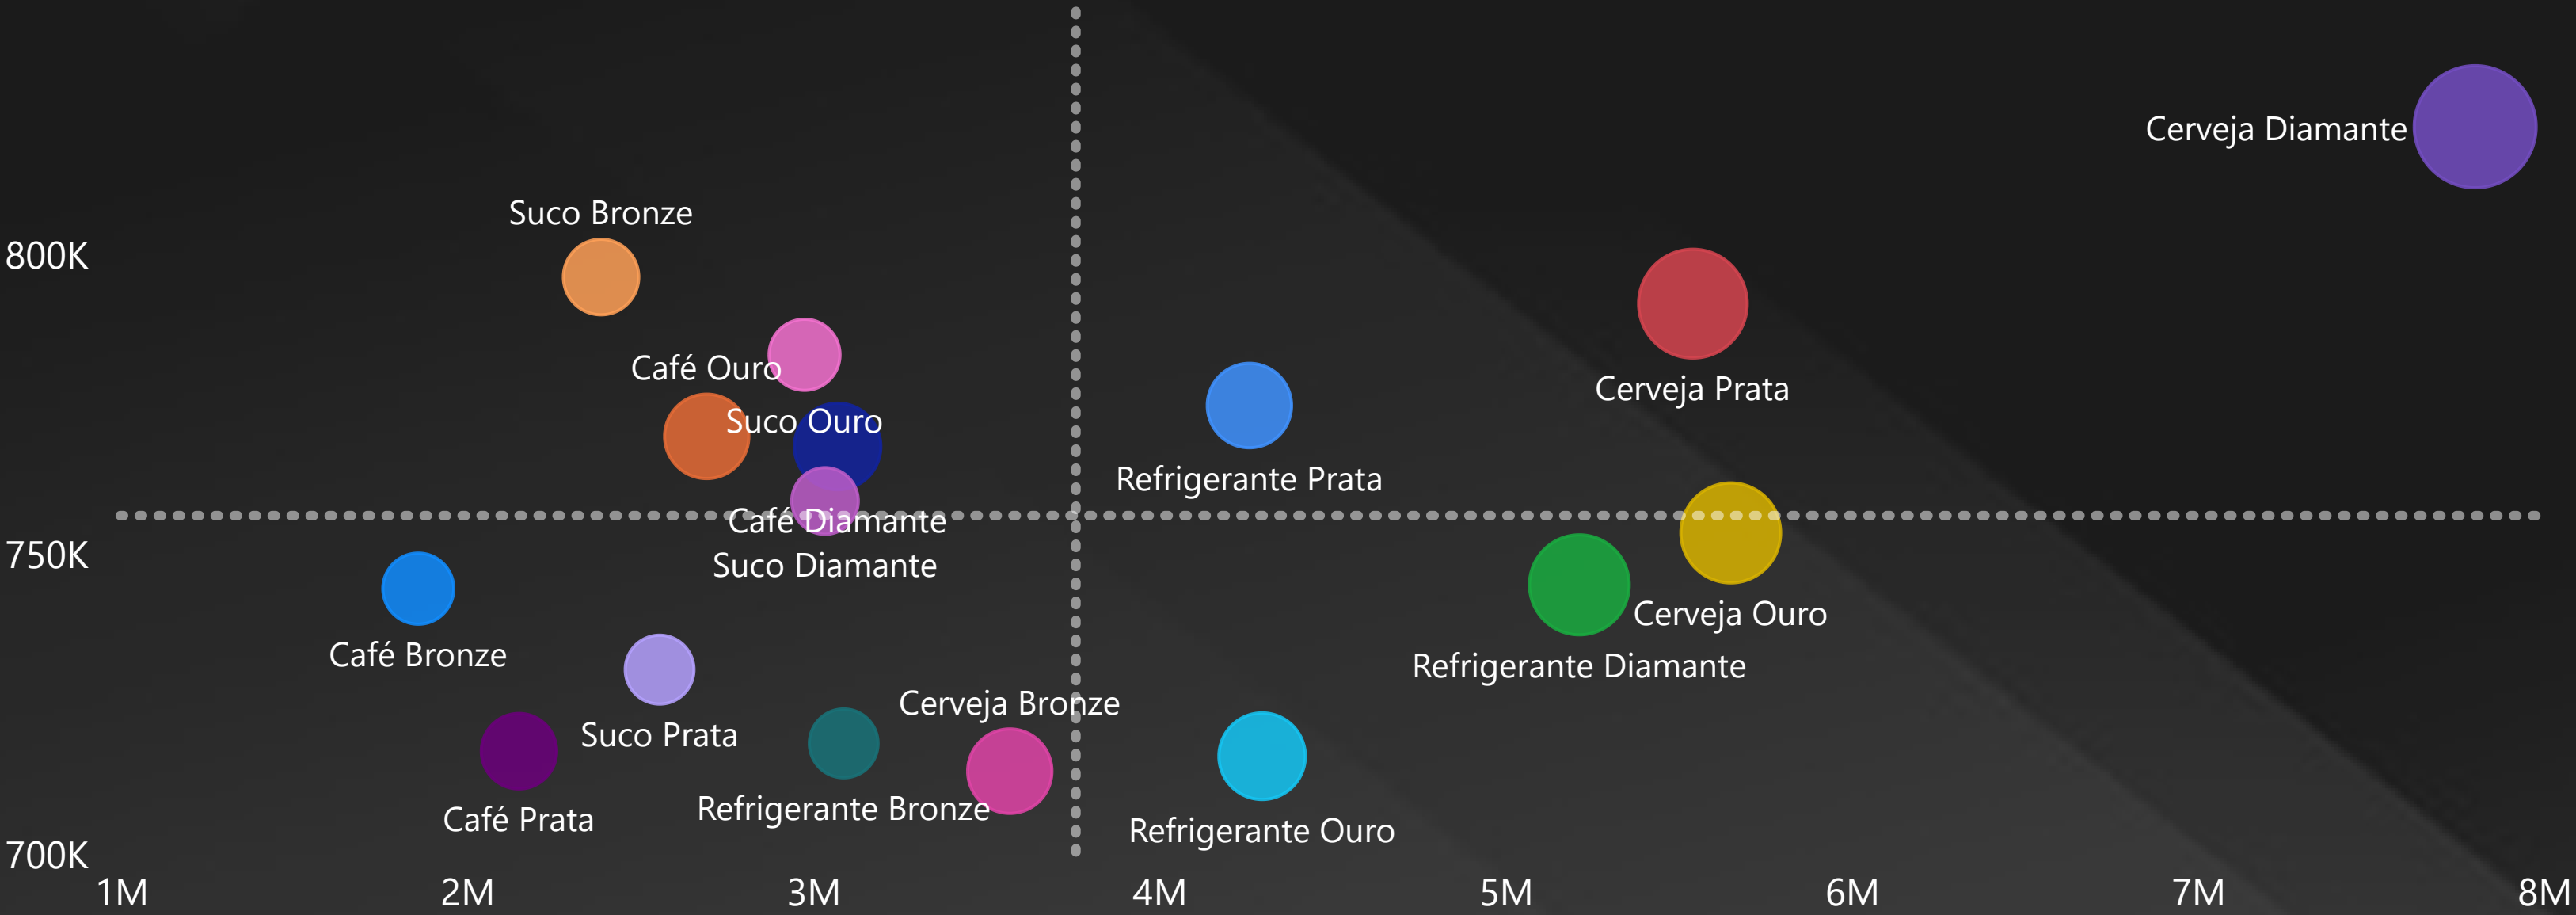 Cerveja Diamante
Suco Bronze
800K
Café Ouro
Cerveja Prata
Suco Ouro
Refrigerante Prata
Café Diamante
750K
Suco Diamante
Cerveja Ouro
Café Bronze
Refrigerante Diamante
Cerveja Bronze
Suco Prata
Refrigerante Bronze
Café Prata
Refrigerante Ouro
700K
1M 2M 3M 4M 5M 6M 7M 8M